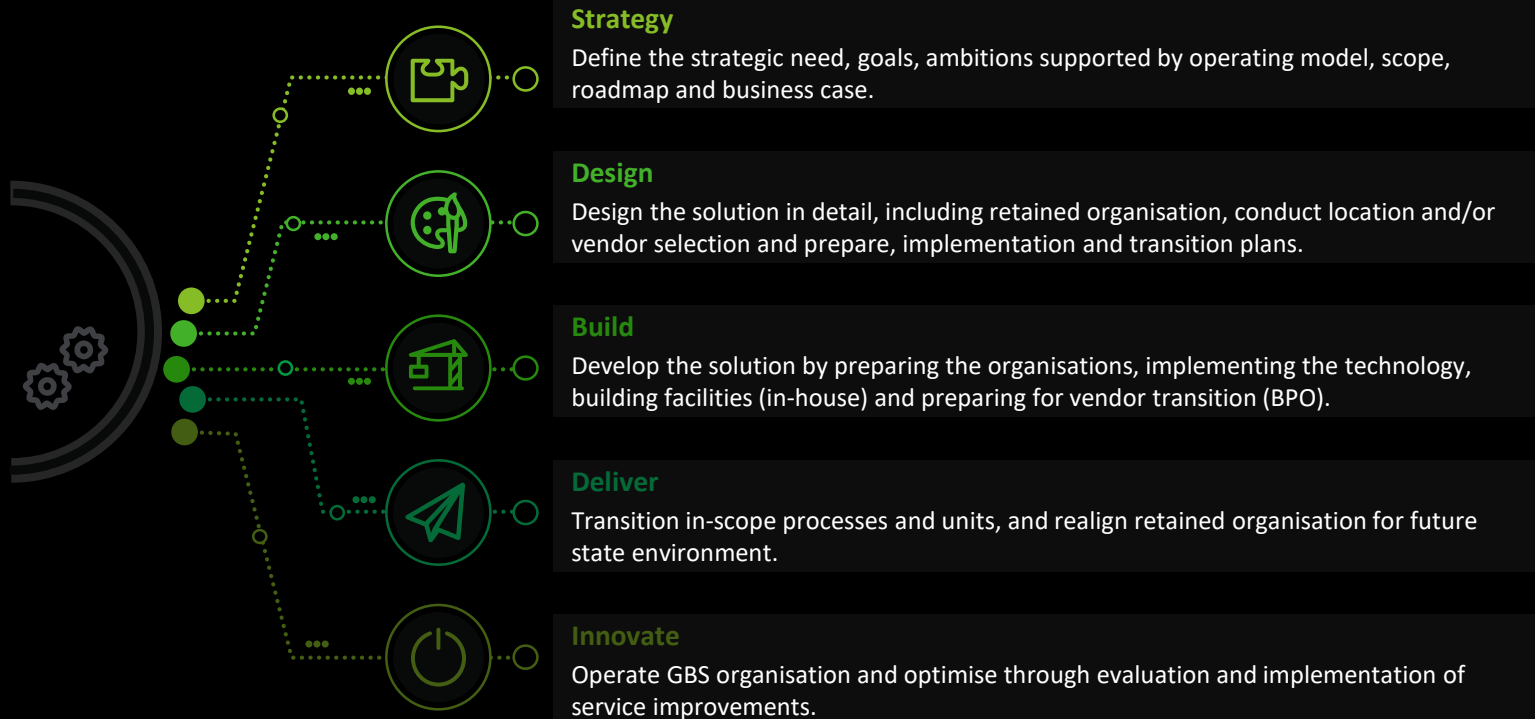 Strategy
Define the strategic need, goals, ambitions supported by operating model, scope,
roadmap and business case.
Design
Design the solution in detail, including retained organisation, conduct location and/or
vendor selection and prepare, implementation and transition plans.
Build
Develop the solution by preparing the organisations, implementing the technology,
building facilities (in-house) and preparing for vendor transition (BPO).
Deliver
Transition in-scope processes and units, and realign retained organisation for future
state environment.
Innovate
Operate GBS organisation and optimise through evaluation and implementation of
service improvements.